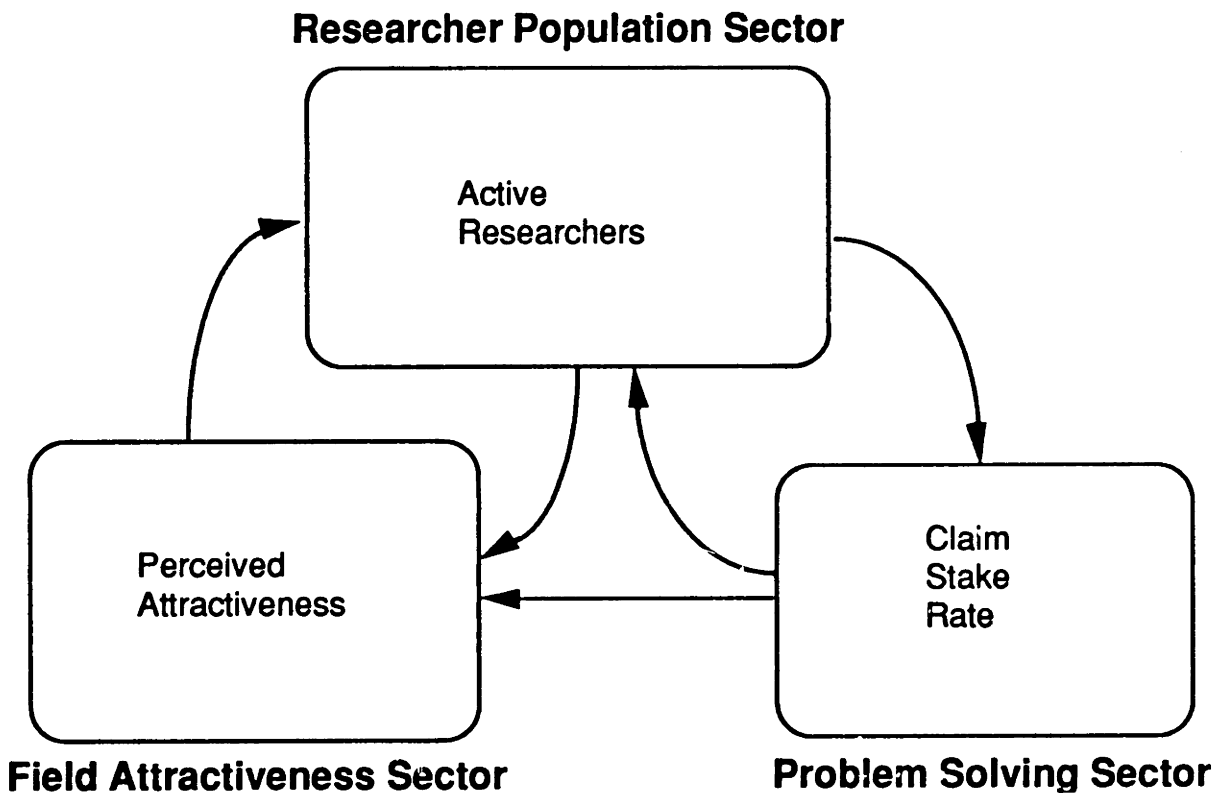 Researcher Population Sector
Active
Researchers
Perceived
Attractiveness
Claim
Stake
Rate
Field Attractiveness Sector
Problem Solving Sector